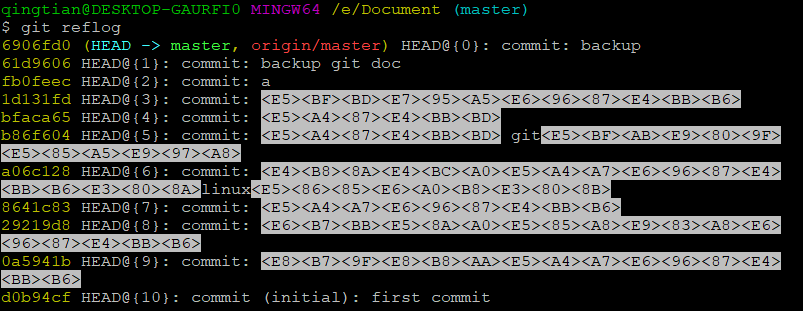 qingtian@DESKTOP-GAURFI0 MINGW64 /e/Document (master)
$ git reflog
6906fd0 (HEAD -> master, origin/master) HEAD@{0}: commit: backup
61d9606 HEAD@{1}: commit: backup git doc
fb0feec HEAD@{2}: commit: a
1d131fd HEAD@{3}: commit: <E5><BF><BD><E7><95><A5><E6><96><87><E4><BB><B6>
bfaca65 HEAD@{4}: commit: <E5><A4><87><E4><BB><BD>
b86f604 HEAD@{5}: commit: <E5><A4><87><E4><BB><BD> git<E5><BF><AB><E9><80><9F>
<E5><85><A5><E9><97><A8>
a06c128 HEAD@{6}: commit: <E4><B8><8A><E4><BC><A0><E5><A4><A7><E6><96><87><E4>
<BB><B6><E3><80><8A>linux<E5><86><85><E6><A0><B8><E3><80><8B>
8641c83 HEAD@{7}: commit: <E5><A4><A7><E6><96><87><E4><BB><B6>
29219d8 HEAD@{8}: commit: <E6><B7><BB><E5><8A><A0><E5><85><A8><E9><83><A8><E6>
<96><87><E4><BB><B6>
0a5941b HEAD@{9}: commit: <E8><B7><9F><E8><B8><AA><E5><A4><A7><E6><96><87><E4>
<BB><B6>
d0b94cf HEAD@{10}: commit (initial): first commit